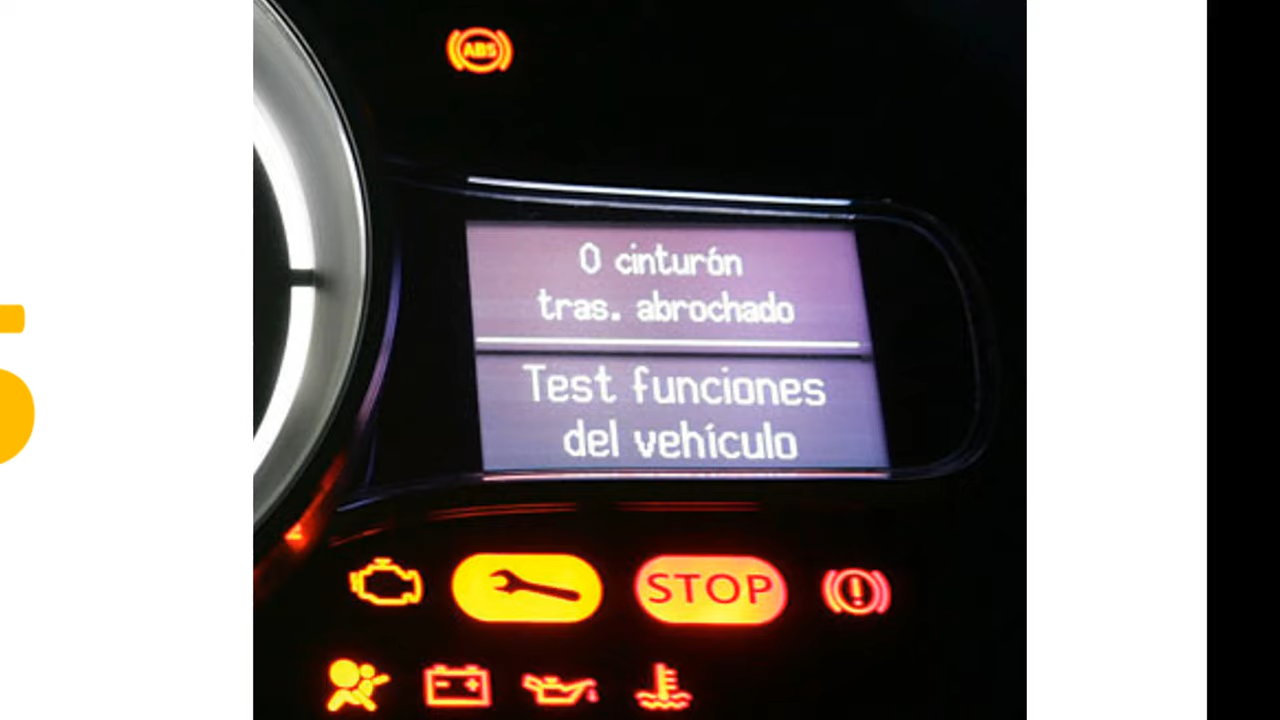 ABS
0 cinturón
tras. abrochado
Test funciones
del vehículo
STOP